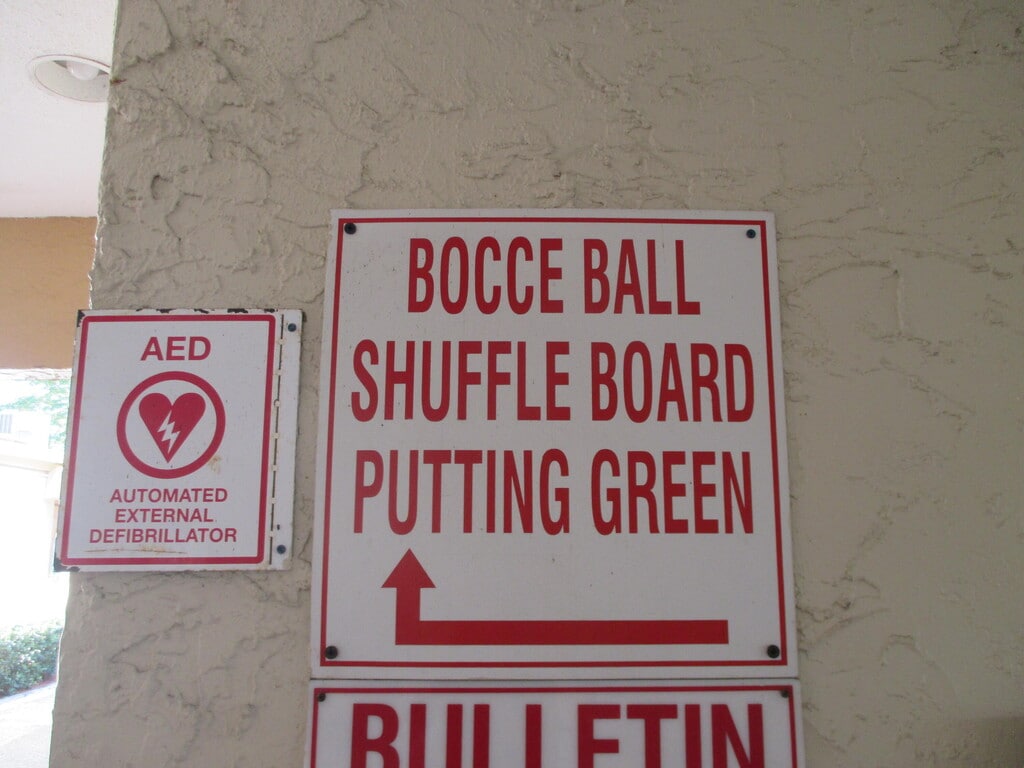 AED
AUTOMATED
EXTERNAL
DEFIBRILLATOR
BOCCE BALL
SHUFFLE BOARD
PUTTING GREEN
BULLETIN